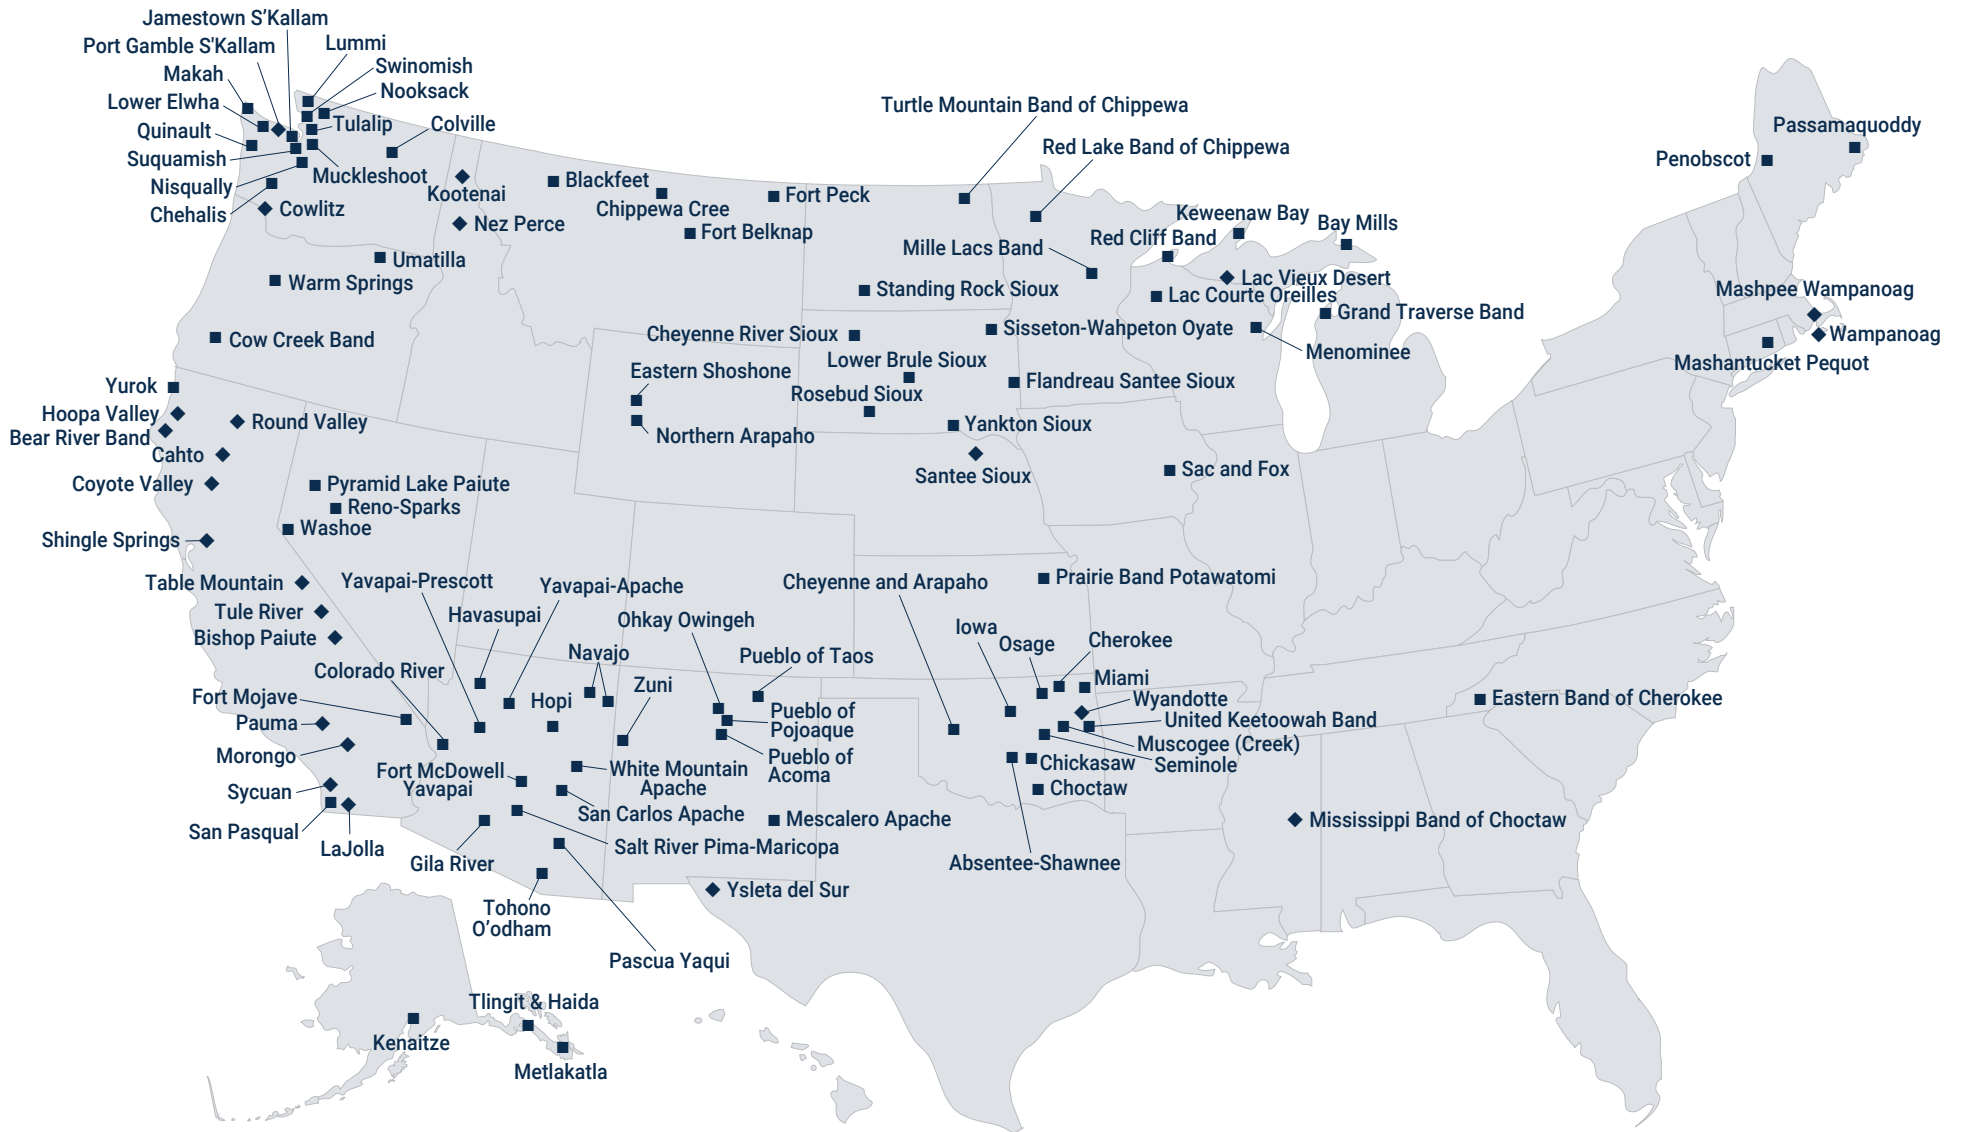 Jamestown S’Kallam
Port Gamble S'Kallam
Lummi
Makah
Swinomish
Lower Elwha
Nooksack
Quinault
Tulalip
Colville
Suquamish
Nisqually
Muckleshoot
Kootenai
Chehalis
Cowlitz
Nez Perce
Umatilla
Warm Springs
Cow Creek Band
Blackfeet
Chippewa Cree
Fort Peck
Fort Belknap
Turtle Mountain Band of Chippewa
Red Lake Band of Chippewa
Keweenaw Bay
Bay Mills
Red Cliff Band
Mille Lacs Band
Lac Vieux Desert
Lac Courte Oreilles
Grand Traverse Band
Menominee
Standing Rock Sioux
Sisseton-Wahpeton Oyate
Cheyenne River Sioux
Lower Brule Sioux
Flandreau Santee Sioux
Rosebud Sioux
Yankton Sioux
Santee Sioux
Eastern Shoshone
Northern Arapaho
Sac and Fox
Passamaquoddy
Penobscot
Mashpee Wampanoag
Wampanoag
Mashantucket Pequot
Yurok
Hoopa Valley
Bear River Band
Round Valley
Cahto
Coyote Valley
Pyramid Lake Paiute
Reno-Sparks
Washoe
Shingle Springs
Table Mountain
Tule River
Bishop Paiute
Yavapai-Prescott
Havasupai
Yavapai-Apache
Colorado River
Fort Mojave
Pauma
Morongo
Sycuan
San Pasqual
LaJolla
Navajo
Hopi
Zuni
Ohkay Owingeh
Pueblo of Taos
Pueblo of
Pojoaque
Pueblo of
Acoma
Fort McDowell
Yavapai
White Mountain
Apache
San Carlos Apache
Salt River Pima-Maricopa
Gila River
Tohono
O’odham
Pascua Yaqui
Mescalero Apache
Ysleta del Sur
Prairie Band Potawatomi
Cheyenne and Arapaho
Iowa
Osage
Cherokee
Miami
Wyandotte
United Keetoowah Band
Muscogee (Creek)
Seminole
Chickasaw
Choctaw
Absentee-Shawnee
Eastern Band of Cherokee
Mississippi Band of Choctaw
Tlingit & Haida
Kenaitze
Metlakatla